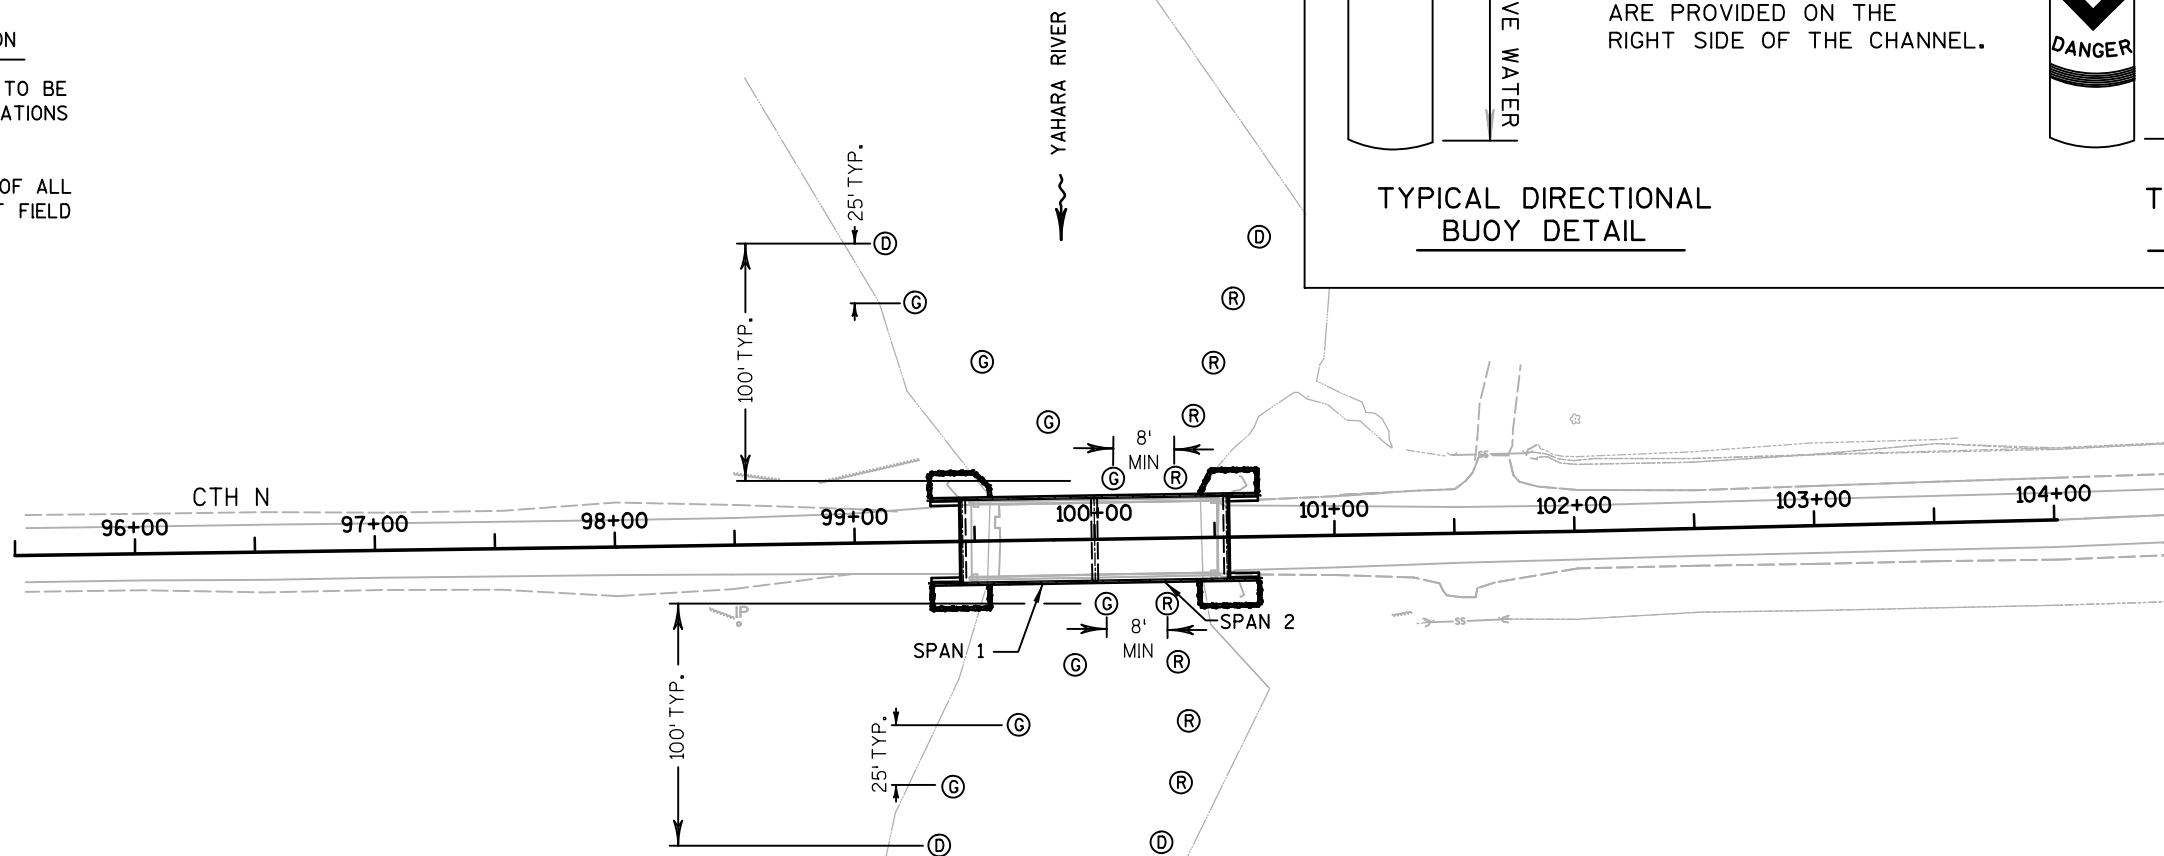 ON
TO BE
ATIONS
OF ALL
FIELD
YAHARA RIVER
VE WATER
ARE PROVIDED ON THE
RIGHT SIDE OF THE CHANNEL.
DANGER
TYPICAL DIRECTIONAL
BUOY DETAIL
T
25' TYP.
100' TYP.
D
D
G
R
G
R
G
R
8'
MIN
G
R
CTH N
96+00
97+00
98+00
99+00
100+00
101+00
102+00
103+00
104+00
SS
IP
SS
G
R
8'
MIN
SPAN 1
SPAN 2
G
R
100' TYP.
25' TYP.
G
R
G
R
D
D